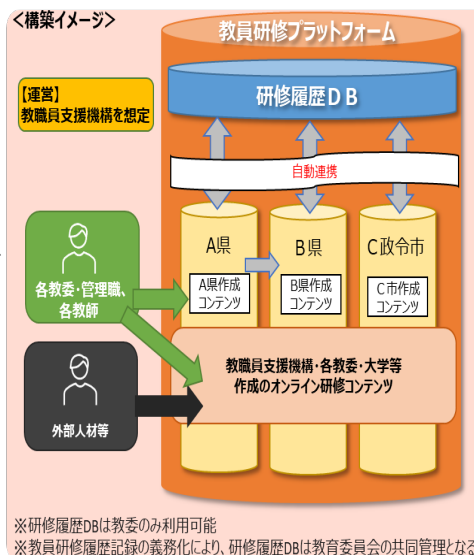 ＜構築イメージ＞
教員研修プラットフォーム
【運営】
教職員支援機構を想定
研修履歴DB
自動連携
A県
B県
C政令市
A県作成
コンテンツ
B県作成
コンテンツ
C市作成
コンテンツ
各教委・管理職、
各教師
教職員支援機構・各教委・大学等
作成のオンライン研修コンテンツ
外部人材等
※研修履歴DBは教委のみ利用可能
※教員研修履歴記録の義務化により、研修履歴DBは教育委員会の共同管理となる